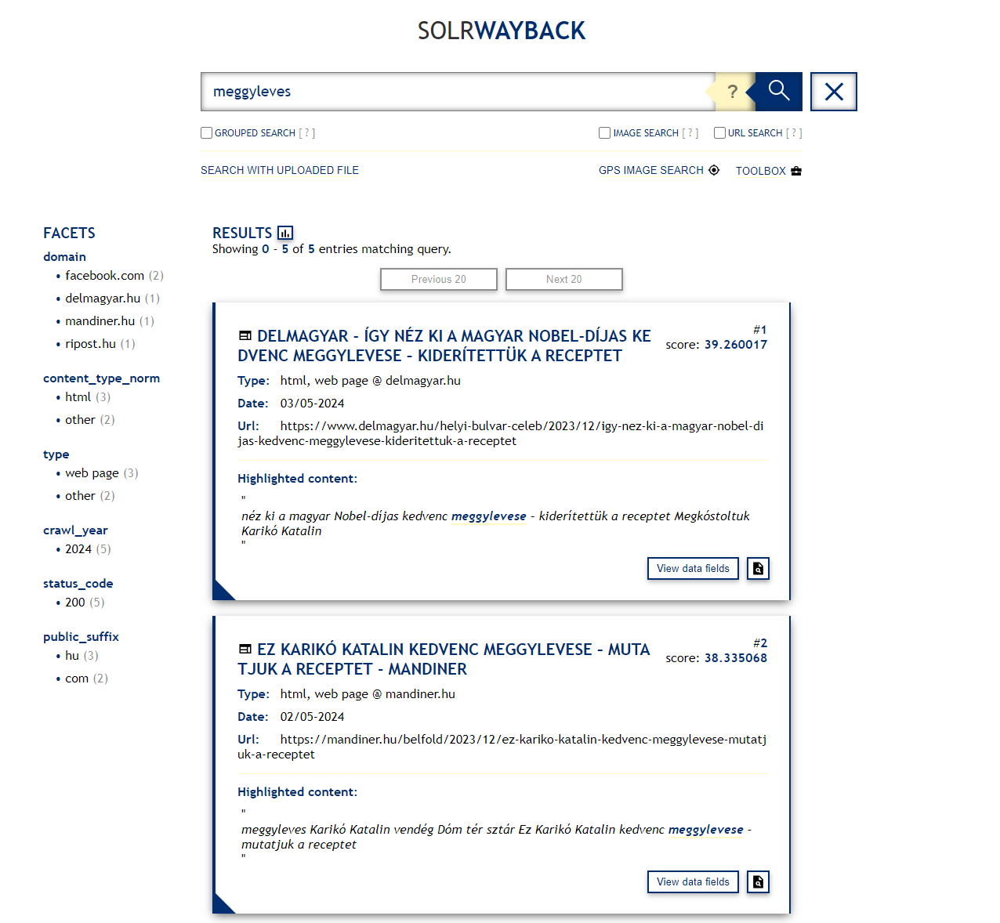 SOLRWAYBACK
meggyleves
?
GROUPED SEARCH [ ? ]
IMAGE SEARCH [ ? ]
URL SEARCH [ ? ]
SEARCH WITH UPLOADED FILE
GPS IMAGE SEARCH
TOOLBOX
FACETS
domain
• facebook.com (2)
• delmagyar.hu (1)
• mandiner.hu (1)
• ripost.hu (1)
content_type_norm
• html (3)
• other (2)
type
• web page (3)
• other (2)
crawl_year
• 2024 (5)
status_code
• 200 (5)
public_suffix
• hu (3)
• com (2)
RESULTS
Showing 0 - 5 of 5 entries matching query.
Previous 20
Next 20
DELMAGYAR - ÍGY NÉZ KI A MAGYAR NOBEL-DÍJAS KE
DVENC MEGGYLEVESE – KIDERÍTETTÜK A RECEPTET
#1
score: 39.260017
Type: html, web page @ delmagyar.hu
Date: 03/05-2024
Url: https://www.delmagyar.hu/helyi-bulvar-celeb/2023/12/igy-nez-ki-a-magyar-nobel-di
jas-kedvenc-meggylevese-kideritettuk-a-receptet
Highlighted content:
"
néz ki a magyar Nobel-díjas kedvenc meggylevese – kiderítettük a receptet Megkóstoltuk
Karikó Katalin
"
View data fields
EZ KARIKÓ KATALIN KEDVENC MEGGYLEVESE – MUTA
TJUK A RECEPTET - MANDINER
#2
score: 38.335068
Type: html, web page @ mandiner.hu
Date: 02/05-2024
Url: https://mandiner.hu/belfold/2023/12/ez-kariko-katalin-kedvenc-meggylevese-mutatj
uk-a-receptet
Highlighted content:
"
meggyleves Karikó Katalin vendég Dóm tér sztár Ez Karikó Katalin kedvenc meggylevese –
mutatjuk a receptet
"
View data fields